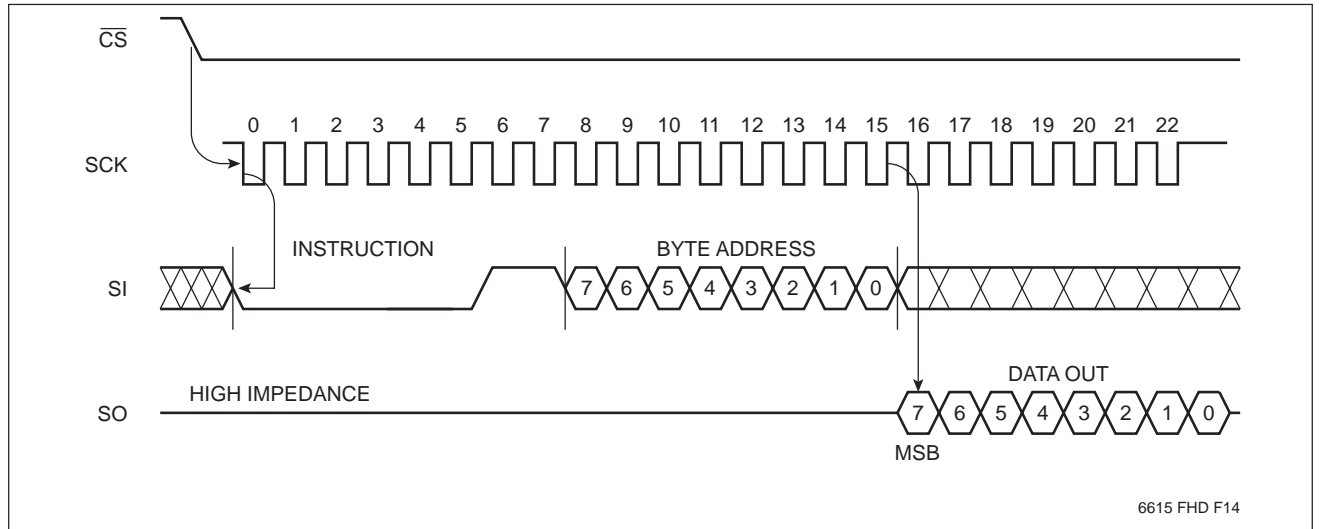 CS
0 1 2 3 4 5 6 7 8 9 10 11 12 13 14 15 16 17 18 19 20 21 22
SCK
INSTRUCTION BYTE ADDRESS
SI 7 6 5 4 3 2 1 0
HIGH IMPEDANCE DATA OUT
SO 7 6 5 4 3 2 1 0
MSB
6615 FHD F14